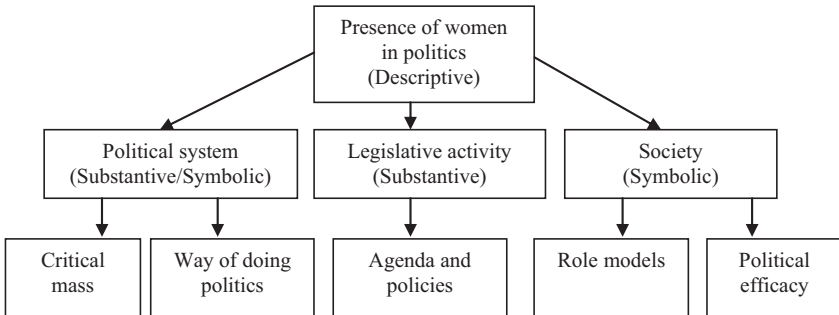 Presence of women
in politics
(Descriptive)
Political system
(Substantive/Symbolic)
Legislative activity
(Substantive)
Society
(Symbolic)
Critical
mass
Way of doing
politics
Agenda and
policies
Role models
Political
efficacy